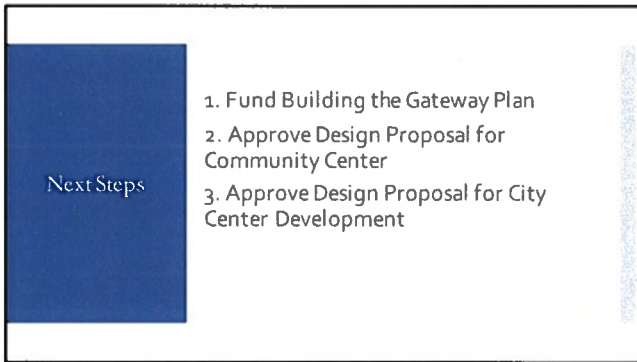 Next Steps
1. Fund Building the Gateway Plan
2. Approve Design Proposal for
Community Center
3. Approve Design Proposal for City
Center Development